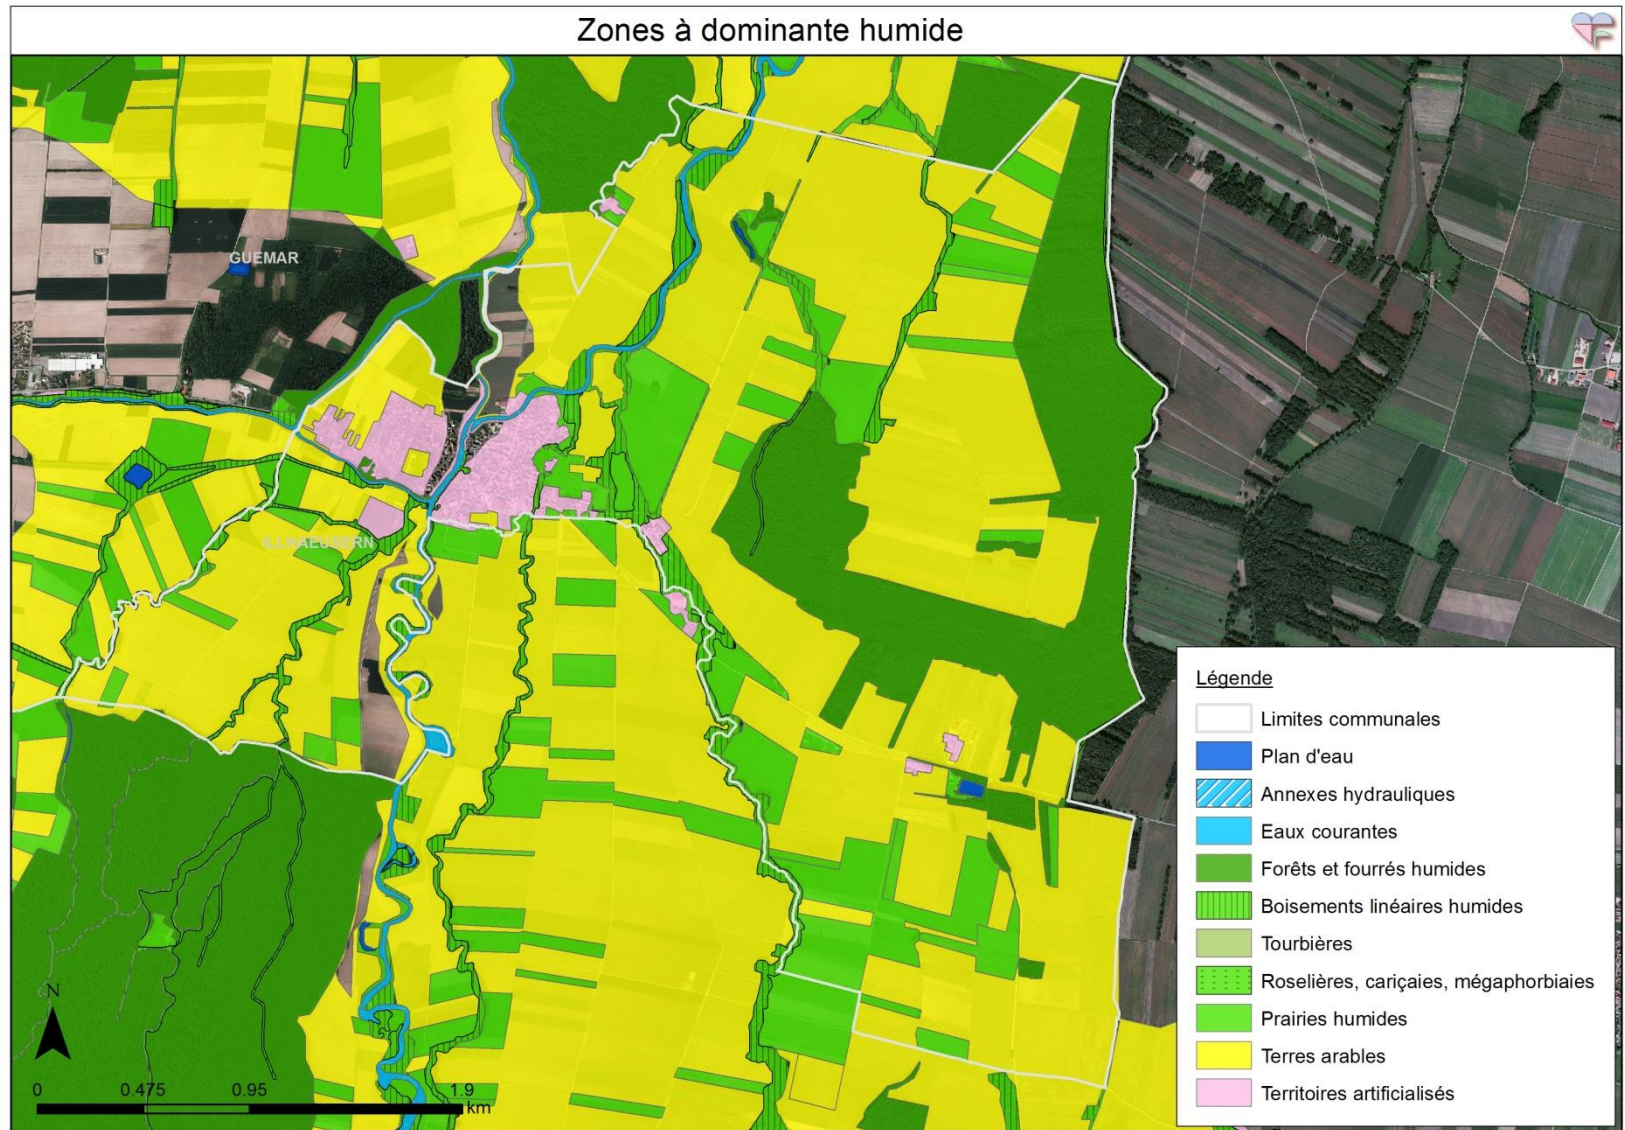 Zones à dominante humide
GUEMAR
ILLHAEUSERN
Légende
Limites communales
Plan d'eau
Annexes hydrauliques
Eaux courantes
Forêts et fourrés humides
Boisements linéaires humides
Tourbières
Roselières, cariçaies, mégaphorbiaies
Prairies humides
Terres arables
Territoires artificialisés
N
0 0.475 0.95 1.9
km